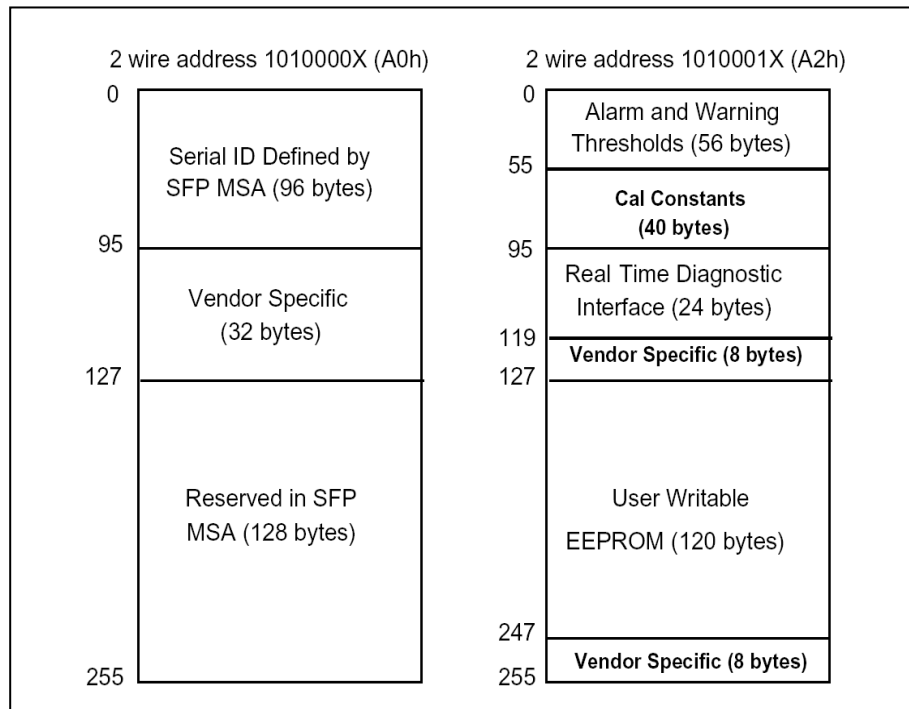 2 wire address 1010000X (A0h)
0
Serial ID Defined by
SFP MSA (96 bytes)
95
Vendor Specific
(32 bytes)
127
Reserved in SFP
MSA (128 bytes)
255
2 wire address 1010001X (A2h)
0
Alarm and Warning
Thresholds (56 bytes)
55
Cal Constants
(40 bytes)
95
Real Time Diagnostic
Interface (24 bytes)
119
Vendor Specific (8 bytes)
127
User Writable
EEPROM (120 bytes)
247
Vendor Specific (8 bytes)
255